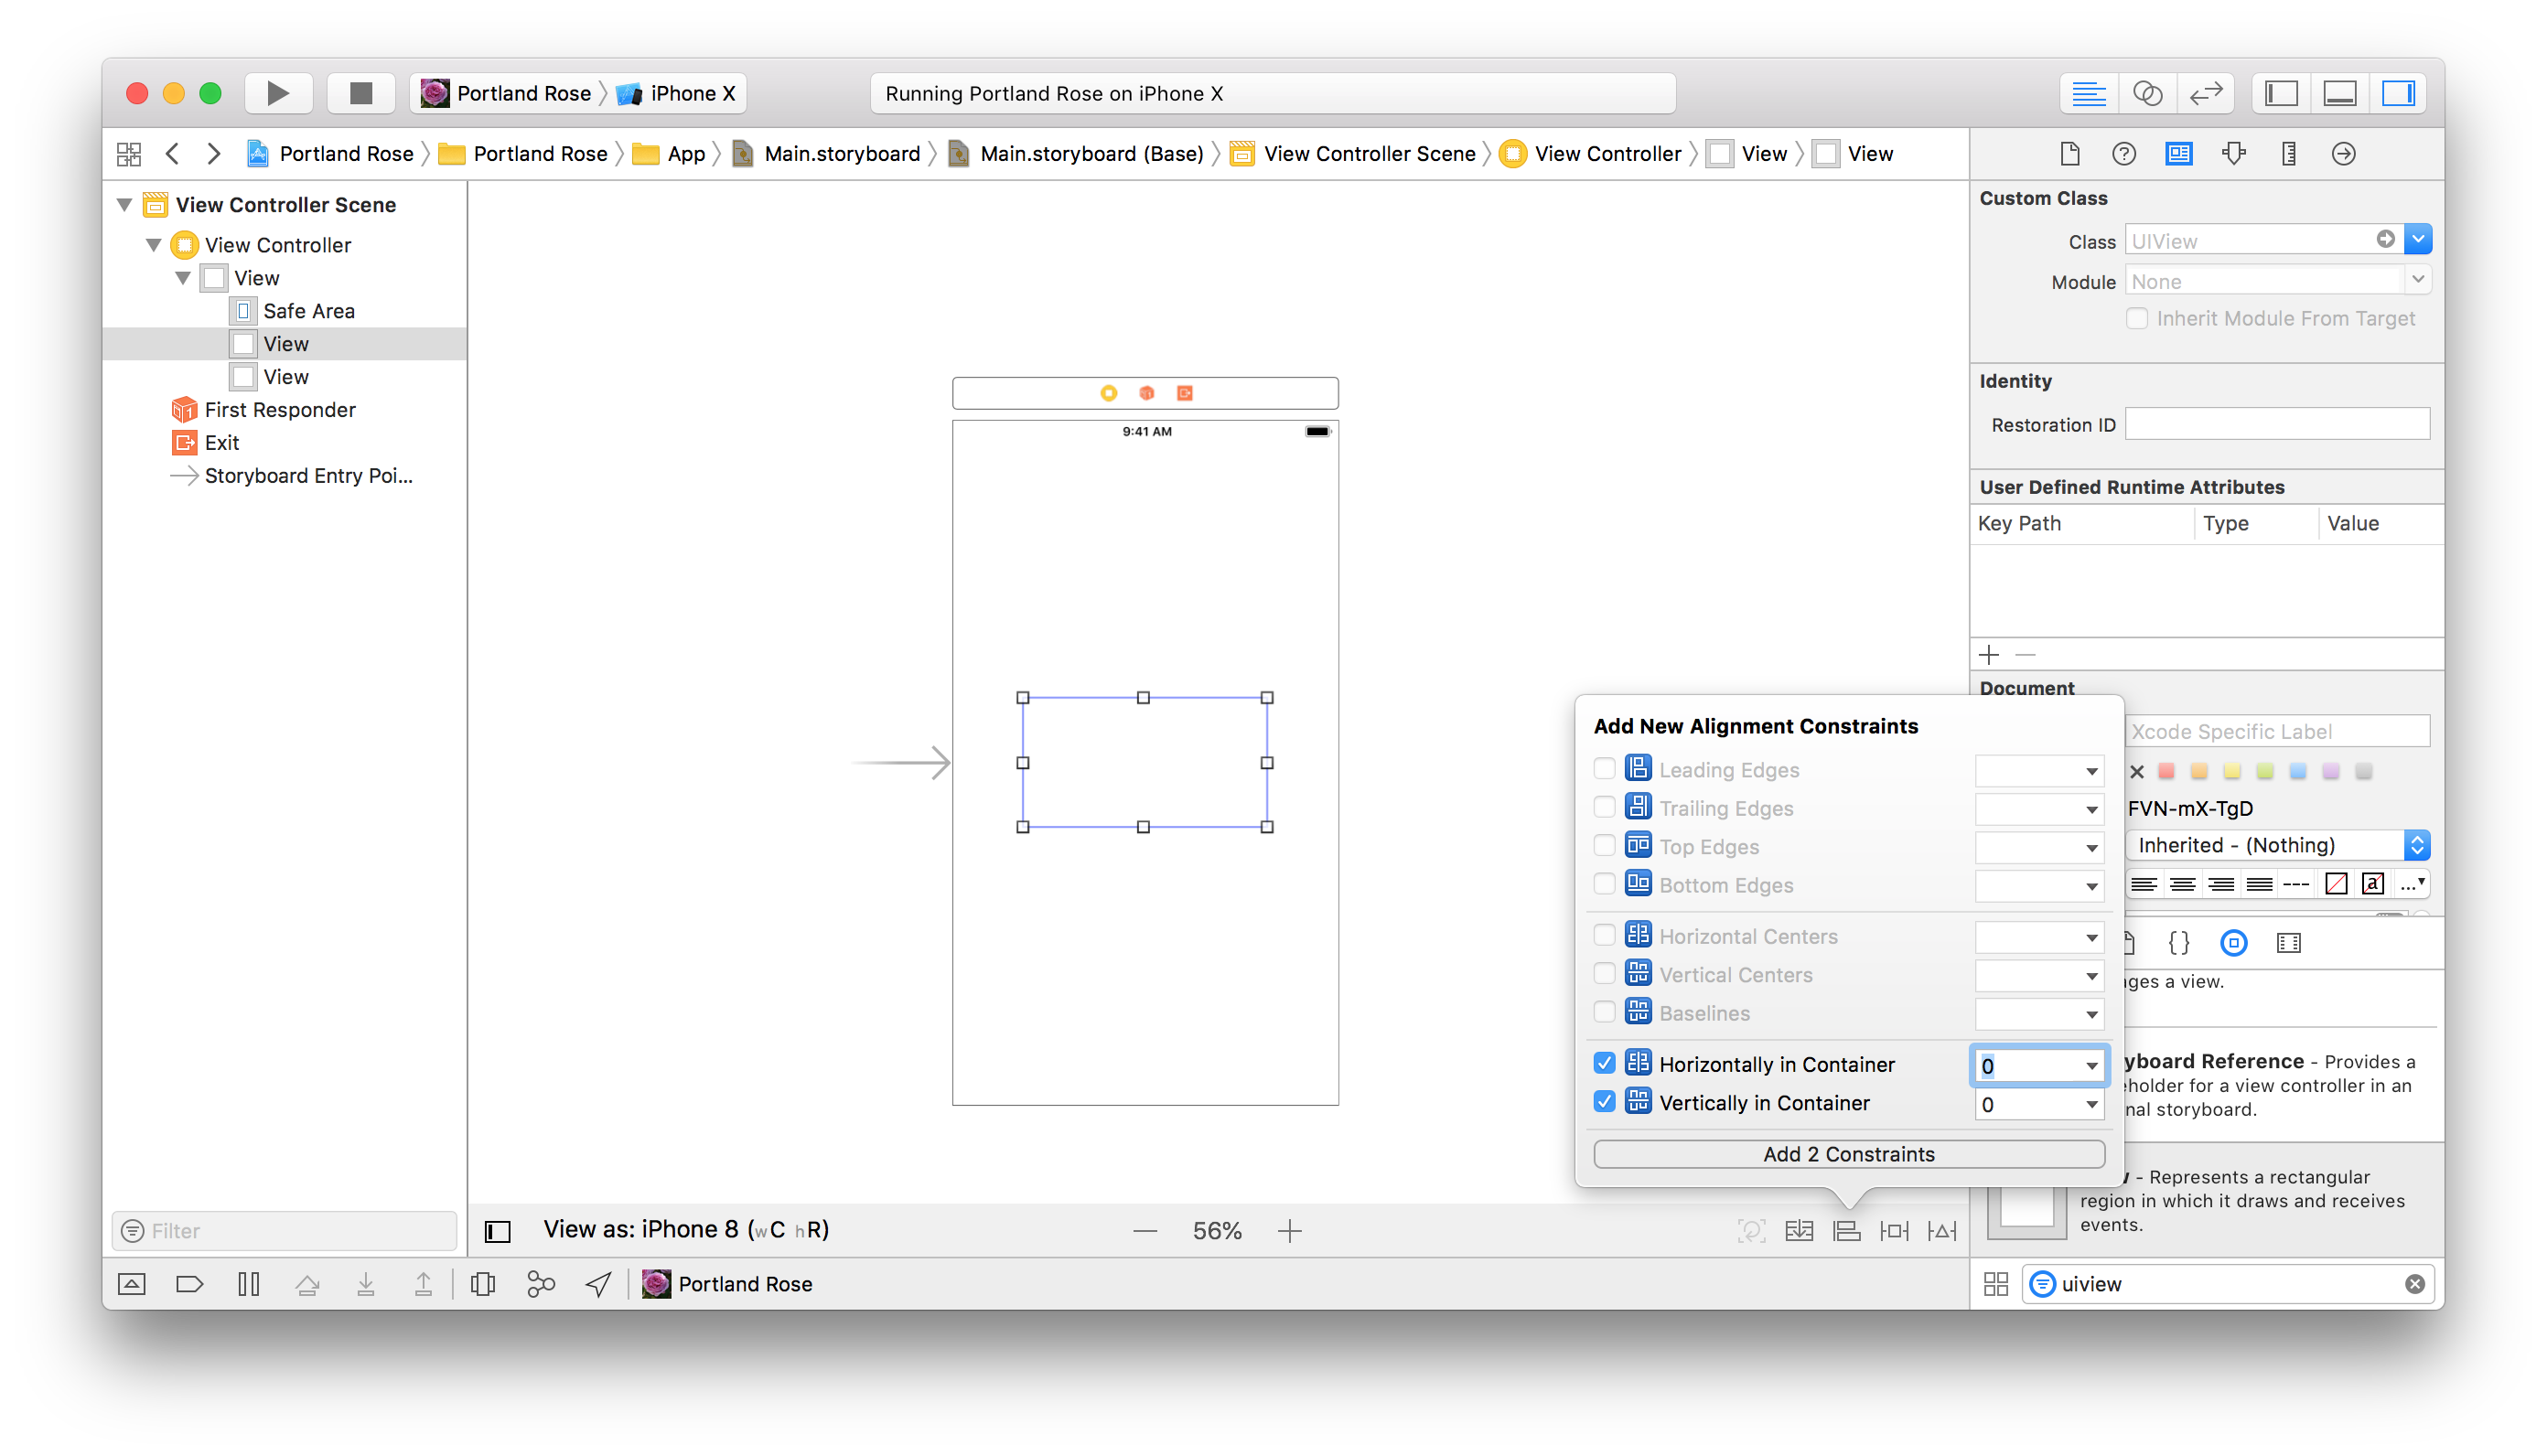 Portland Rose iPhone X
Running Portland Rose on iPhone X
Portland Rose Portland Rose App Main.storyboard Main.storyboard (Base) View Controller Scene View Controller View View
View Controller Scene
View Controller
View
Safe Area
View
View
First Responder
Exit
Storyboard Entry Poi...
Filter
9:41 AM
View as: iPhone 8 (wC hR)
56%
Portland Rose
Add New Alignment Constraints
Leading Edges
Trailing Edges
Top Edges
Bottom Edges
Horizontal Centers
Vertical Centers
Baselines
Horizontally in Container 0
Vertically in Container 0
Add 2 Constraints
Custom Class
Class UIView
Module None
Inherit Module From Target
Identity
Restoration ID
User Defined Runtime Attributes
Key Path Type Value
Document
Xcode Specific Label
FVN-mX-TgD
Inherited - (Nothing)
ges a view.
yboard Reference - Provides a
holder for a view controller in an
nal storyboard.
- Represents a rectangular
region in which it draws and receives
events.
uiview